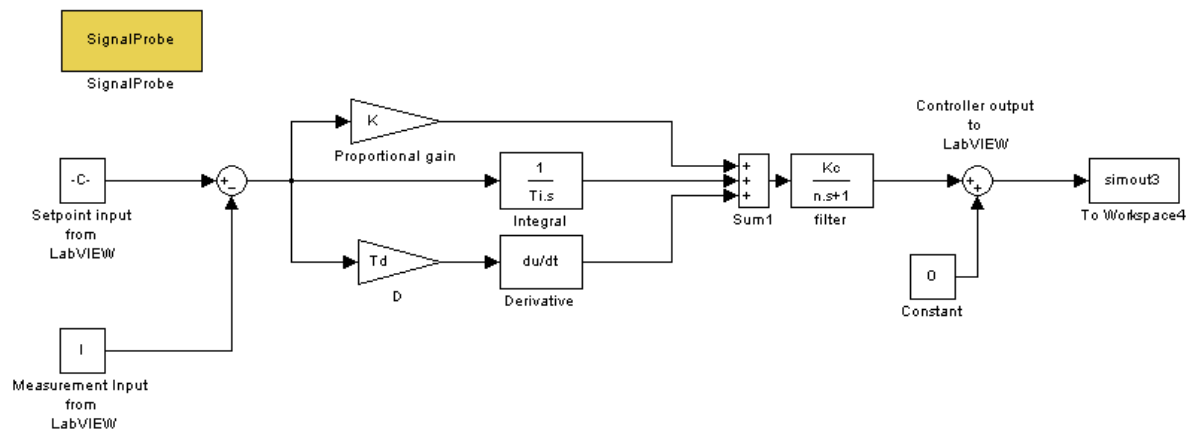 SignalProbe
SignalProbe
K
Proportional gain
-C-
Setpoint input
from
LabVIEW
+
-
1
Ti.s
Integral
Td
D
du/dt
Derivative
+
+
+
Sum1
Kc
n.s+1
filter
Controller output
to
LabVIEW
+
+
simout3
To Workspace4
0
Constant
I
Measurement Input
from
LabVIEW